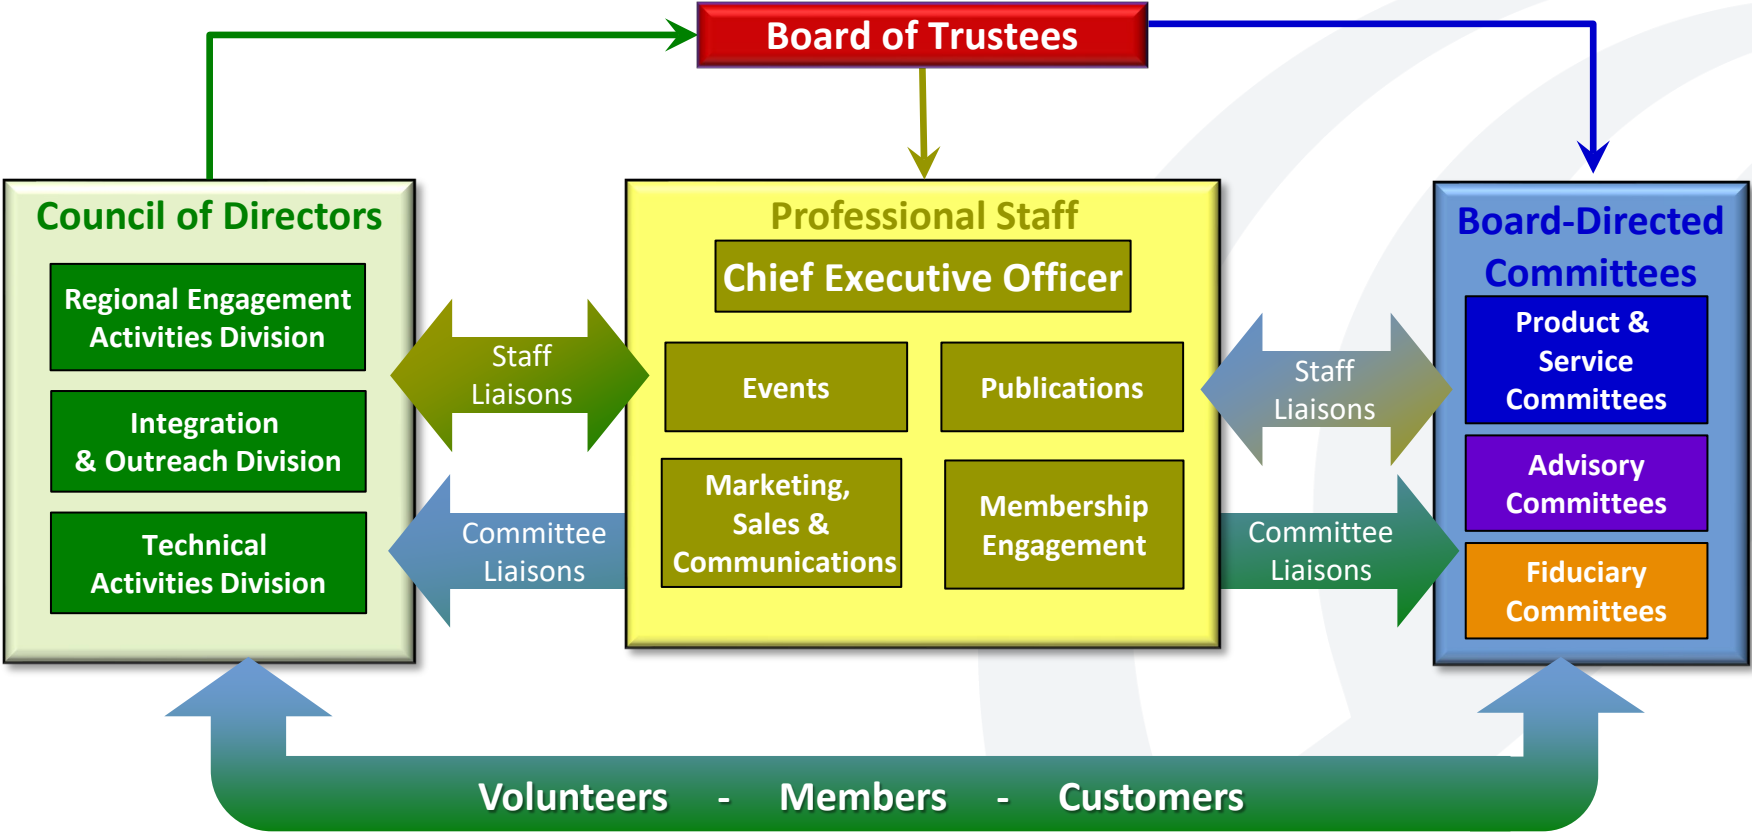 Board of Trustees
Council of Directors
Regional Engagement
Activities Division
Integration
& Outreach Division
Technical
Activities Division
Staff
Liaisons
Committee
Liaisons
Professional Staff
Chief Executive Officer
Events
Publications
Marketing,
Sales &
Communications
Membership
Engagement
Staff
Liaisons
Committee
Liaisons
Board-Directed
Committees
Product &
Service
Committees
Advisory
Committees
Fiduciary
Committees
Volunteers - Members - Customers